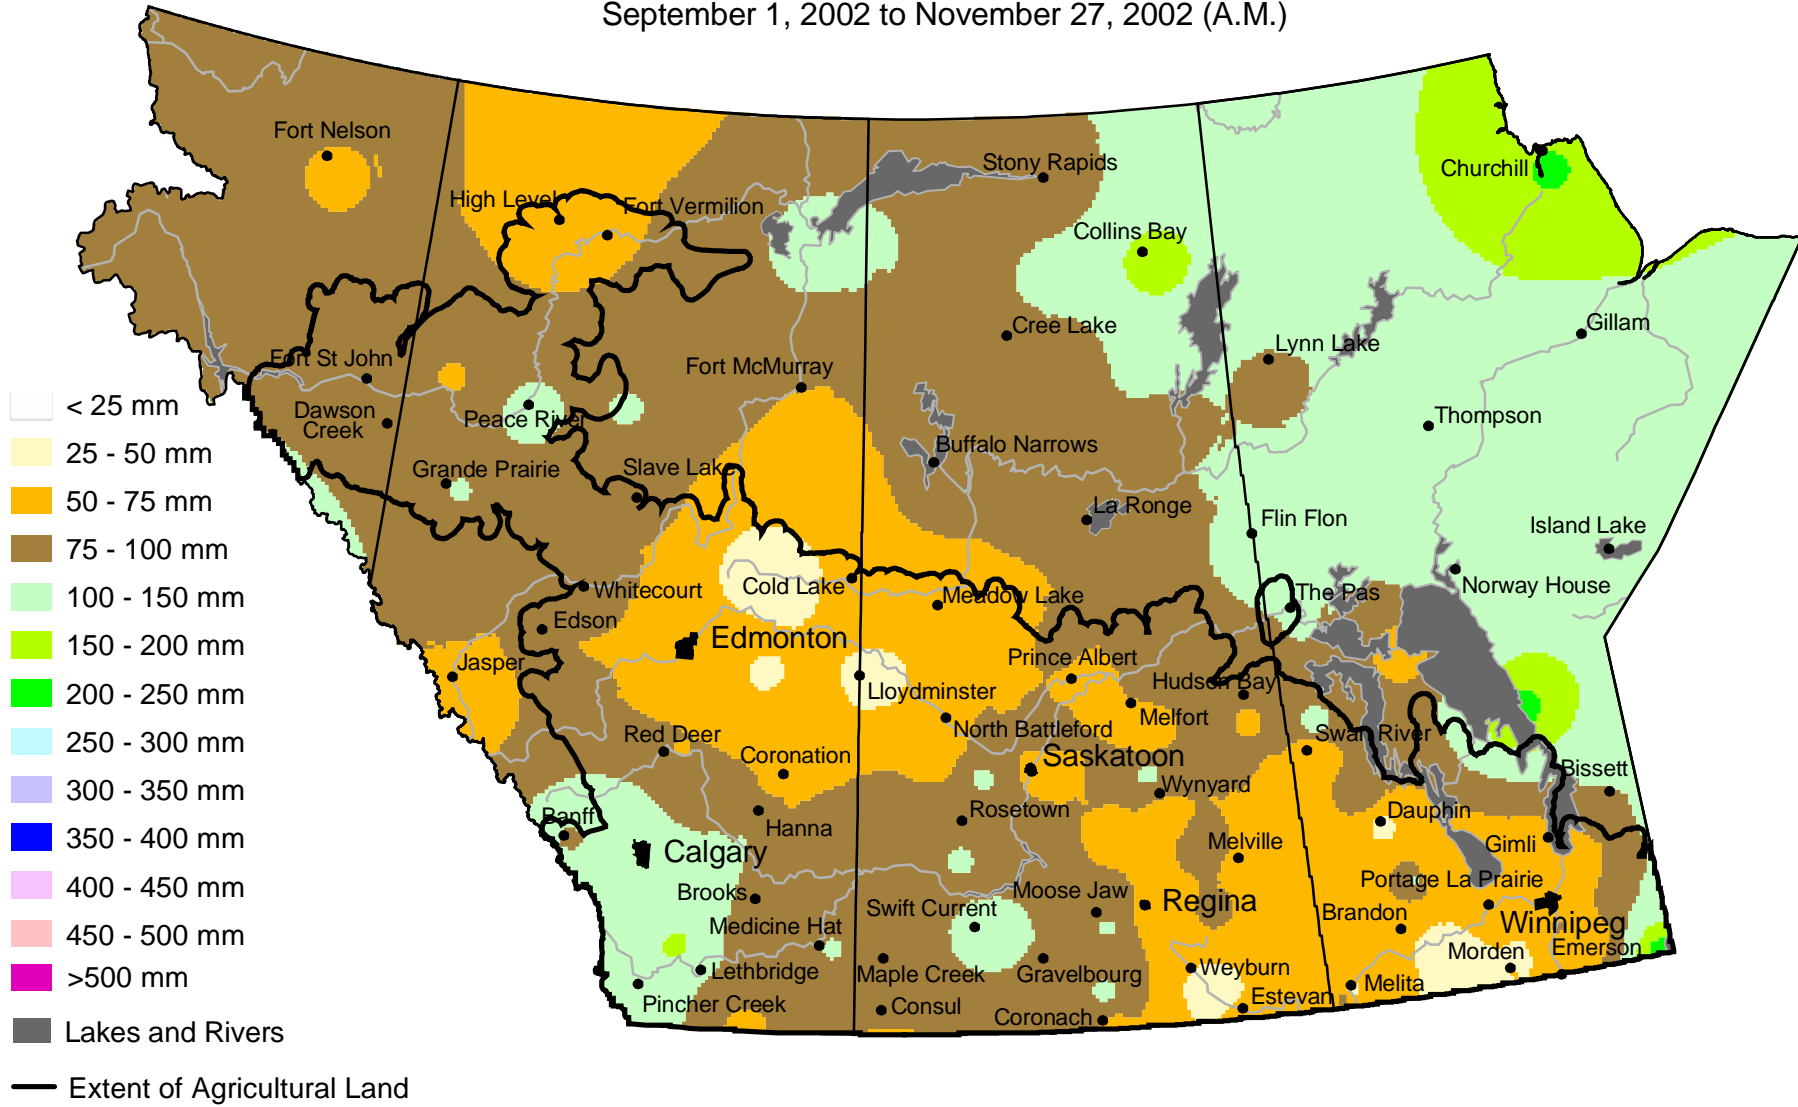 September 1, 2002 to November 27, 2002 (A.M.)
Fort Nelson
High Level
Fort Vermilion
Stony Rapids
Churchill
Collins Bay
Cree Lake
Gillam
Lynn Lake
Fort St John
Fort McMurray
Dawson
Creek
Peace River
Thompson
Buffalo Narrows
Grande Prairie
Slave Lake
La Ronge
Flin Flon
Island Lake
Whitecourt
Cold Lake
Meadow Lake
The Pas
Norway House
Edson
Edmonton
Jasper
Prince Albert
Hudson Bay
Lloydminster
Melfort
North Battleford
Red Deer
Swan River
Coronation
Saskatoon
Wynyard
Bissett
Banff
Hanna
Rosetown
Dauphin
Calgary
Melville
Gimli
Brooks
Moose Jaw
Portage La Prairie
Medicine Hat
Swift Current
Regina
Brandon
Winnipeg
Lethbridge
Maple Creek
Gravelbourg
Weyburn
Morden
Emerson
Pincher Creek
Consul
Coronach
Estevan
Melita
< 25 mm
25 - 50 mm
50 - 75 mm
75 - 100 mm
100 - 150 mm
150 - 200 mm
200 - 250 mm
250 - 300 mm
300 - 350 mm
350 - 400 mm
400 - 450 mm
450 - 500 mm
>500 mm
Lakes and Rivers
Extent of Agricultural Land